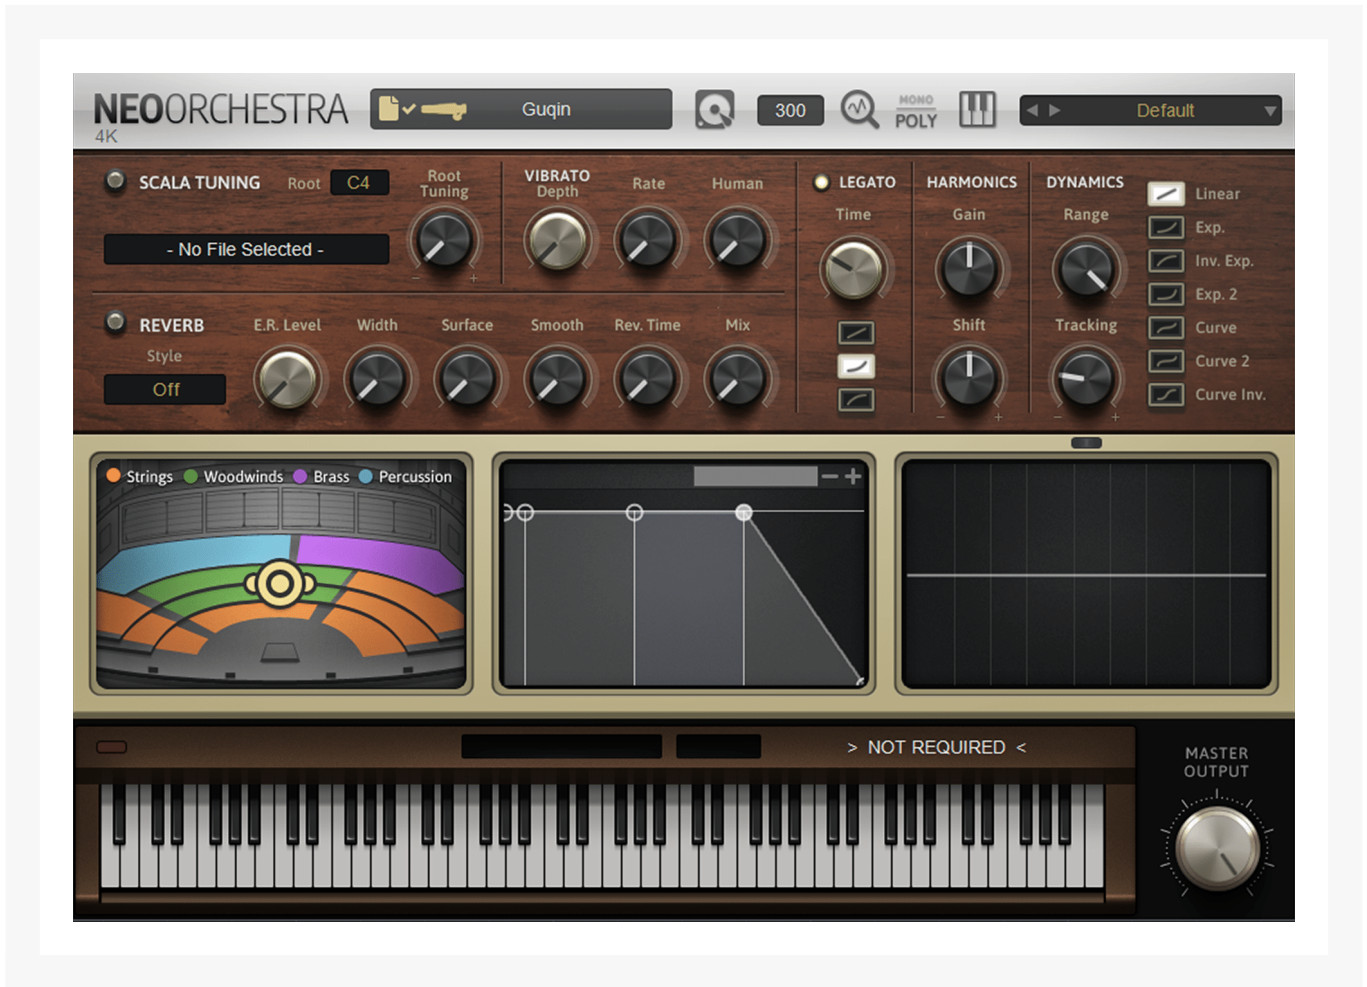 NEOORCHESTRA
4K
Guqin
300
MONO
POLY
Default
SCALA TUNING
Root
C4
Root
Tuning
- No File Selected -
VIBRATO
Depth
Rate
Human
LEGATO
Time
HARMONICS
Gain
Shift
DYNAMICS
Range
Tracking
Linear
Exp.
Inv. Exp.
Exp. 2
Curve
Curve 2
Curve Inv.
REVERB
Style
Off
E.R. Level
Width
Surface
Smooth
Rev. Time
Mix
Strings
Woodwinds
Brass
Percussion
> NOT REQUIRED <
MASTER
OUTPUT